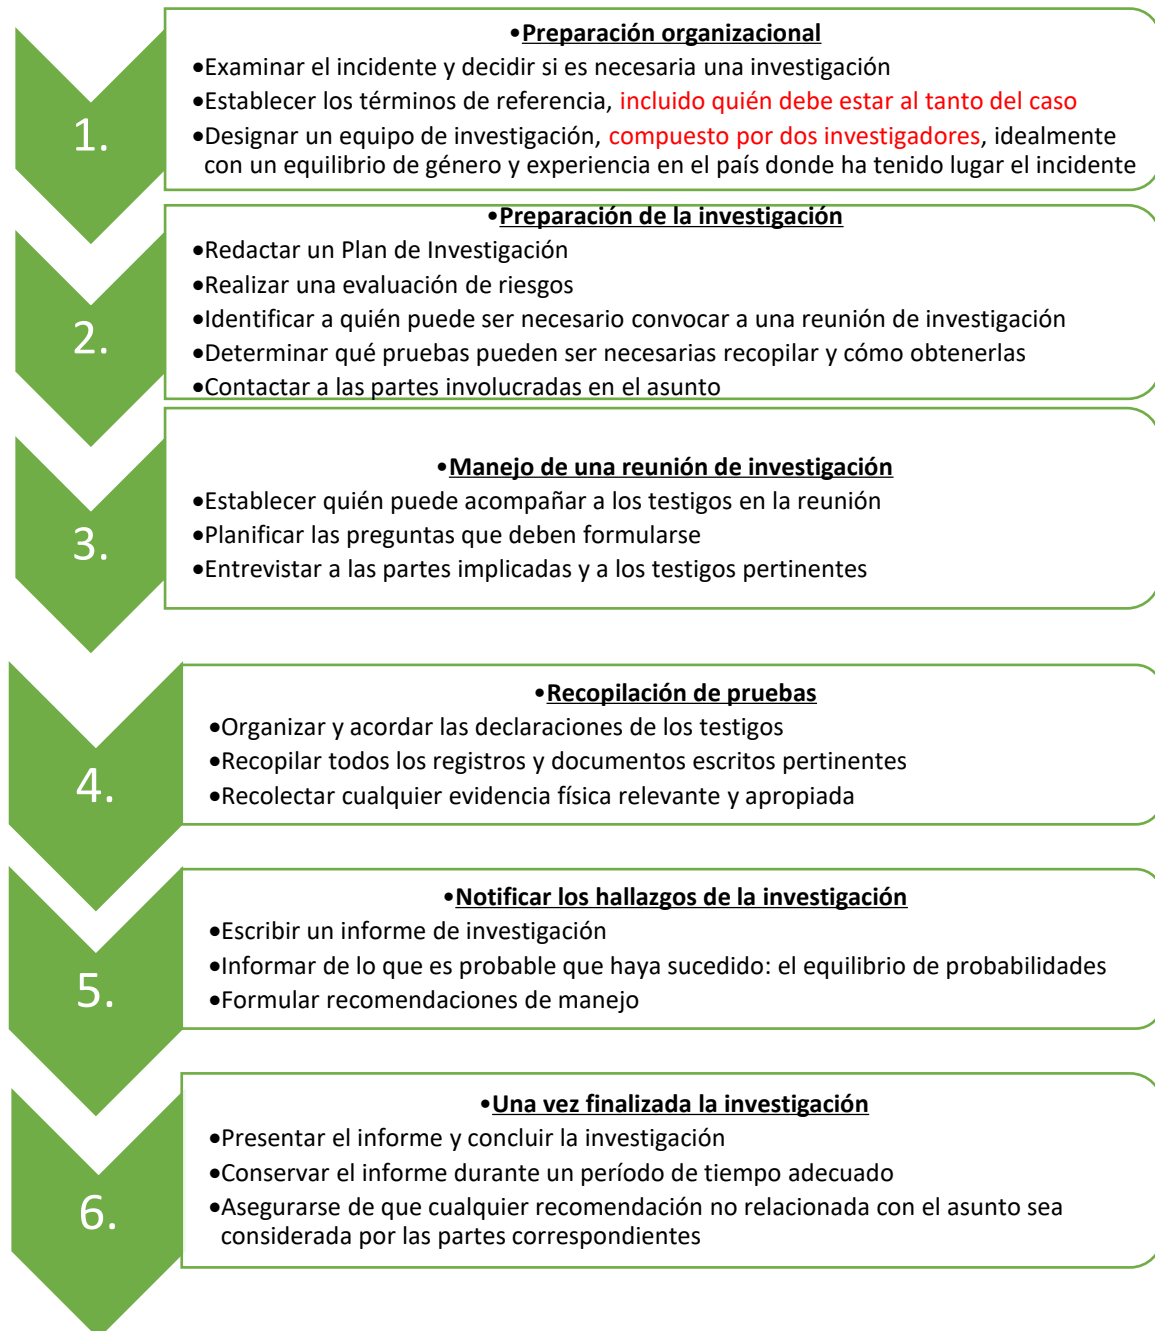 1.
•Preparación organizacional
•Examinar el incidente y decidir si es necesaria una investigación
•Establecer los términos de referencia, incluido quién debe estar al tanto del caso
•Designar un equipo de investigación, compuesto por dos investigadores, idealmente
con un equilibrio de género y experiencia en el país donde ha tenido lugar el incidente
2.
•Preparación de la investigación
•Redactar un Plan de Investigación
•Realizar una evaluación de riesgos
•Identificar a quién puede ser necesario convocar a una reunión de investigación
•Determinar qué pruebas pueden ser necesarias recopilar y cómo obtenerlas
•Contactar a las partes involucradas en el asunto
3.
•Manejo de una reunión de investigación
•Establecer quién puede acompañar a los testigos en la reunión
•Planificar las preguntas que deben formularse
•Entrevistar a las partes implicadas y a los testigos pertinentes
4.
•Recopilación de pruebas
•Organizar y acordar las declaraciones de los testigos
•Recopilar todos los registros y documentos escritos pertinentes
•Recolectar cualquier evidencia física relevante y apropiada
5.
•Notificar los hallazgos de la investigación
•Escribir un informe de investigación
•Informar de lo que es probable que haya sucedido: el equilibrio de probabilidades
•Formular recomendaciones de manejo
6.
•Una vez finalizada la investigación
•Presentar el informe y concluir la investigación
•Conservar el informe durante un período de tiempo adecuado
•Asegurarse de que cualquier recomendación no relacionada con el asunto sea
considerada por las partes correspondientes